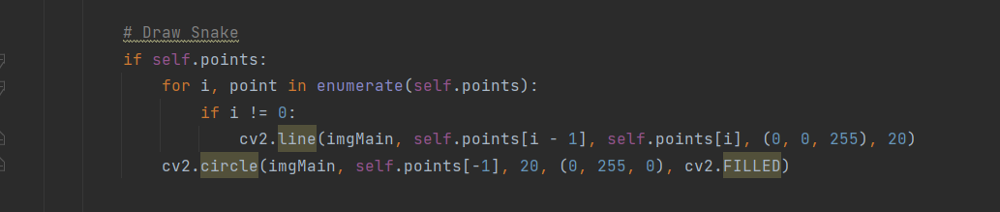 # Draw Snake
if self.points:
for i, point in enumerate(self.points):
if i != 0:
cv2.line(imgMain, self.points[i - 1], self.points[i], (0, 0, 255), 20)
cv2.circle(imgMain, self.points[-1], 20, (0, 255, 0), cv2.FILLED)